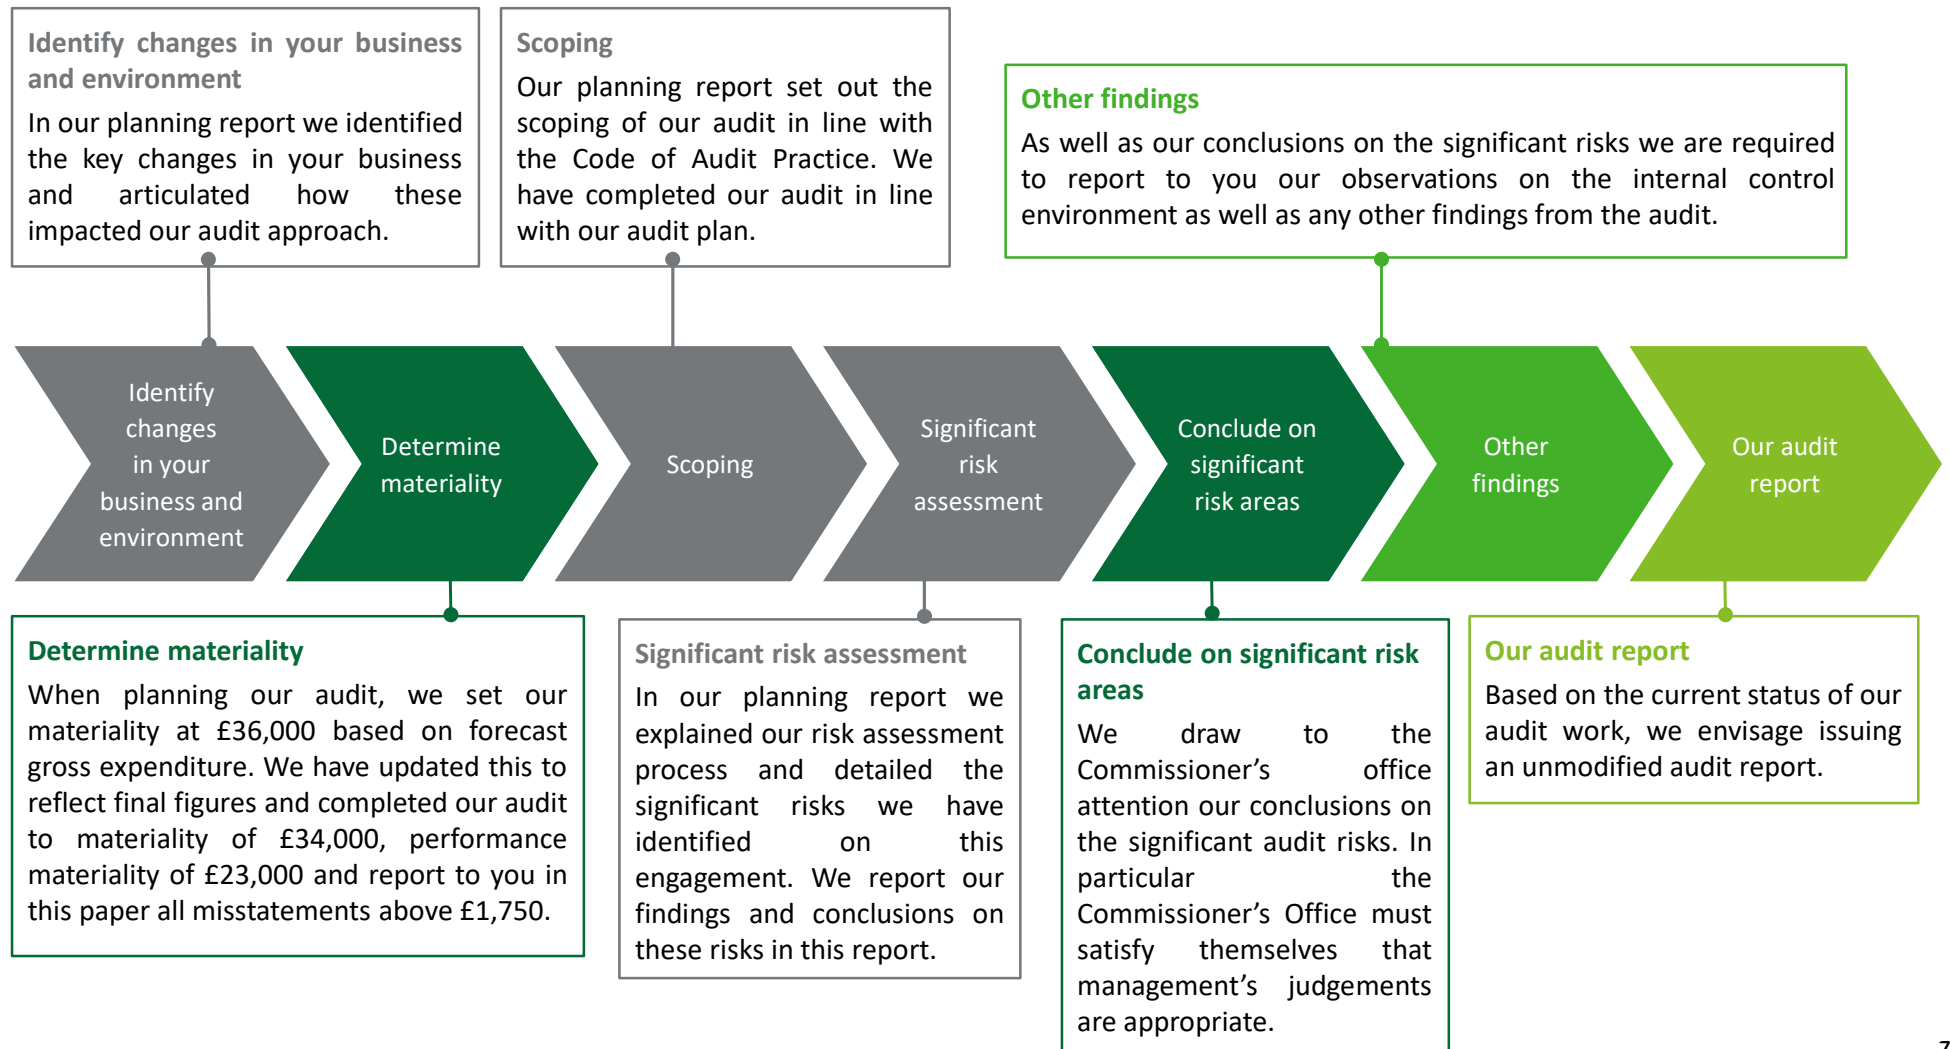 Identify changes in your business
and environment
In our planning report we identified
the key changes in your business
and articulated how these
impacted our audit approach.
Scoping
Our planning report set out the
scoping of our audit in line with
the Code of Audit Practice. We
have completed our audit in line
with our audit plan.
Other findings
As well as our conclusions on the significant risks we are required
to report to you our observations on the internal control
environment as well as any other findings from the audit.
Identify
changes
in your
business and
environment
Determine
materiality
Scoping
Significant
risk
assessment
Conclude on
significant
risk areas
Other
findings
Our audit
report
Determine materiality
When planning our audit, we set our
materiality at £36,000 based on forecast
gross expenditure. We have updated this to
reflect final figures and completed our audit
to materiality of £34,000, performance
materiality of £23,000 and report to you in
this paper all misstatements above £1,750.
Significant risk assessment
In our planning report we
explained our risk assessment
process and detailed the
significant risks we have
identified on this
engagement. We report our
findings and conclusions on
these risks in this report.
Conclude on significant risk
areas
We draw to the
Commissioner’s office
attention our conclusions on
the significant audit risks. In
particular the
Commissioner’s Office must
satisfy themselves that
management’s judgements
are appropriate.
Our audit report
Based on the current status of our
audit work, we envisage issuing
an unmodified audit report.
7